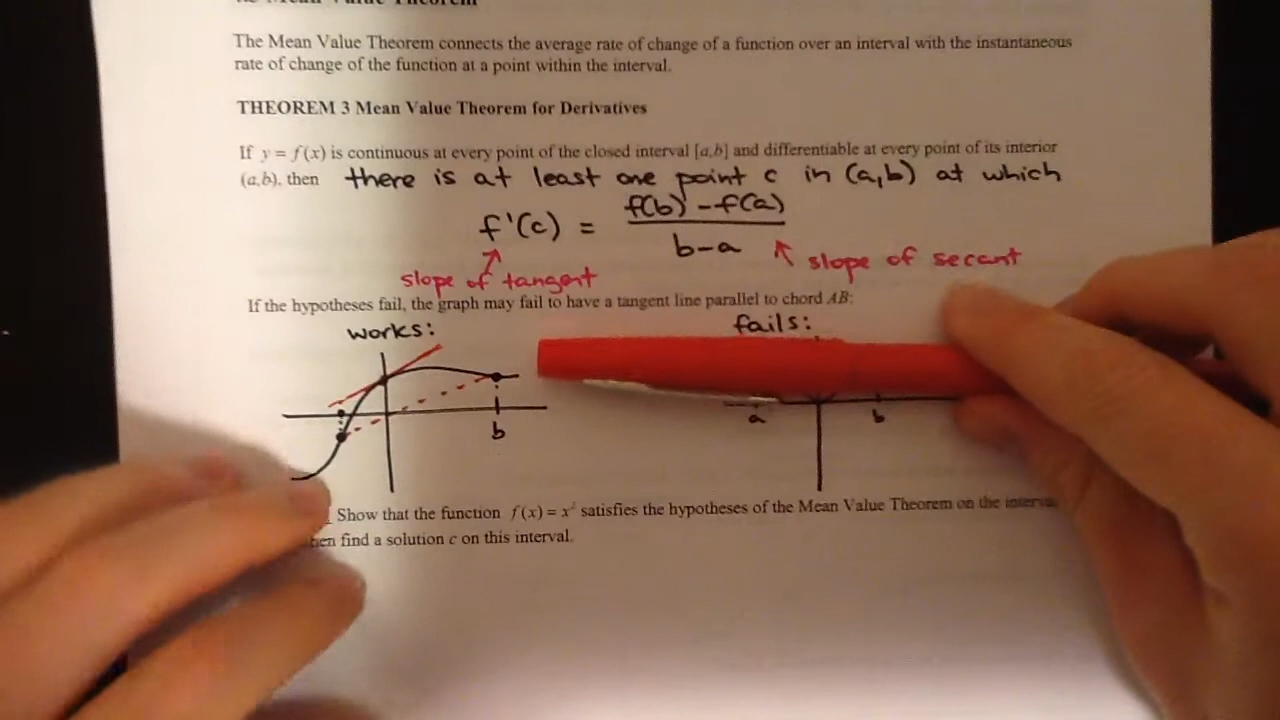 Mean Value Theorem
The Mean Value Theorem connects the average rate of change of a function over an interval with the instantaneous
rate of change of the function at a point within the interval.
THEOREM 3 Mean Value Theorem for Derivatives
If y = f(x) is continuous at every point of the closed interval [a,b] and differentiable at every point of its interior
(a,b), then there is at least one point c in (a,b) at which
f'(c) = f(b) - f(a) / b-a
slope of tangent
slope of secant
If the hypotheses fail, the graph may fail to have a tangent line parallel to chord AB:
works:
fails:
b
a
b
Show that the function f(x) = x² satisfies the hypotheses of the Mean Value Theorem on the
find a solution c on this interval.